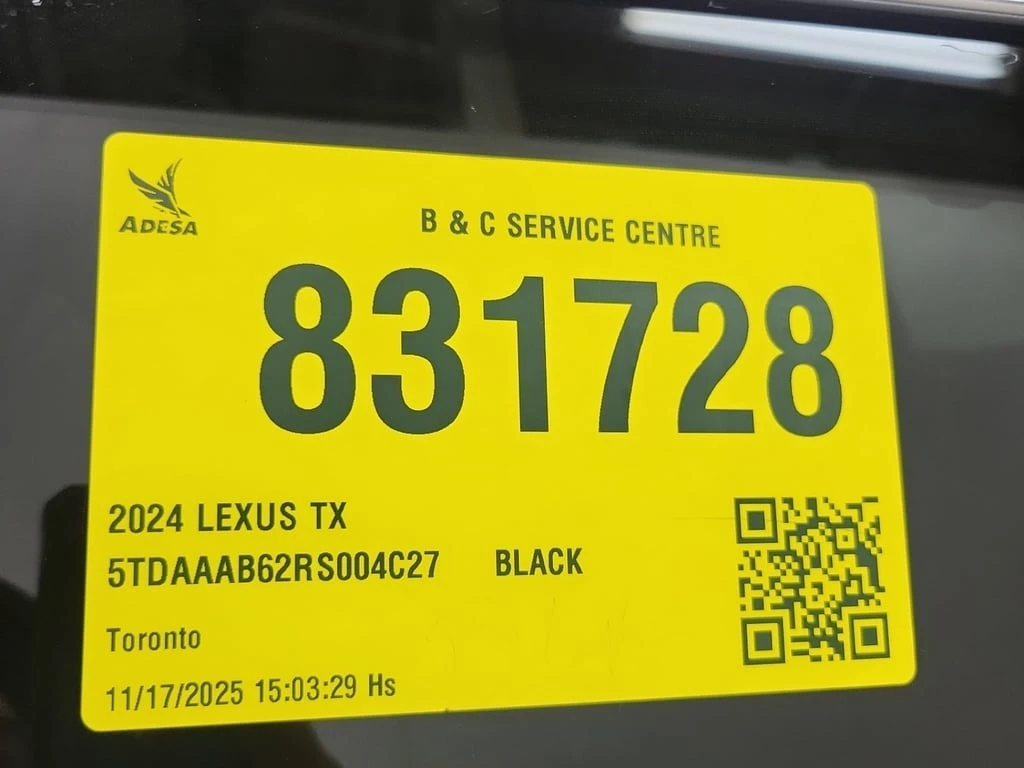 ADESA
B & C SERVICE CENTRE
831728
2024 LEXUS TX
5TDAAAB62RS004C27 BLACK
Toronto
11/17/2025 15:03:29 Hs